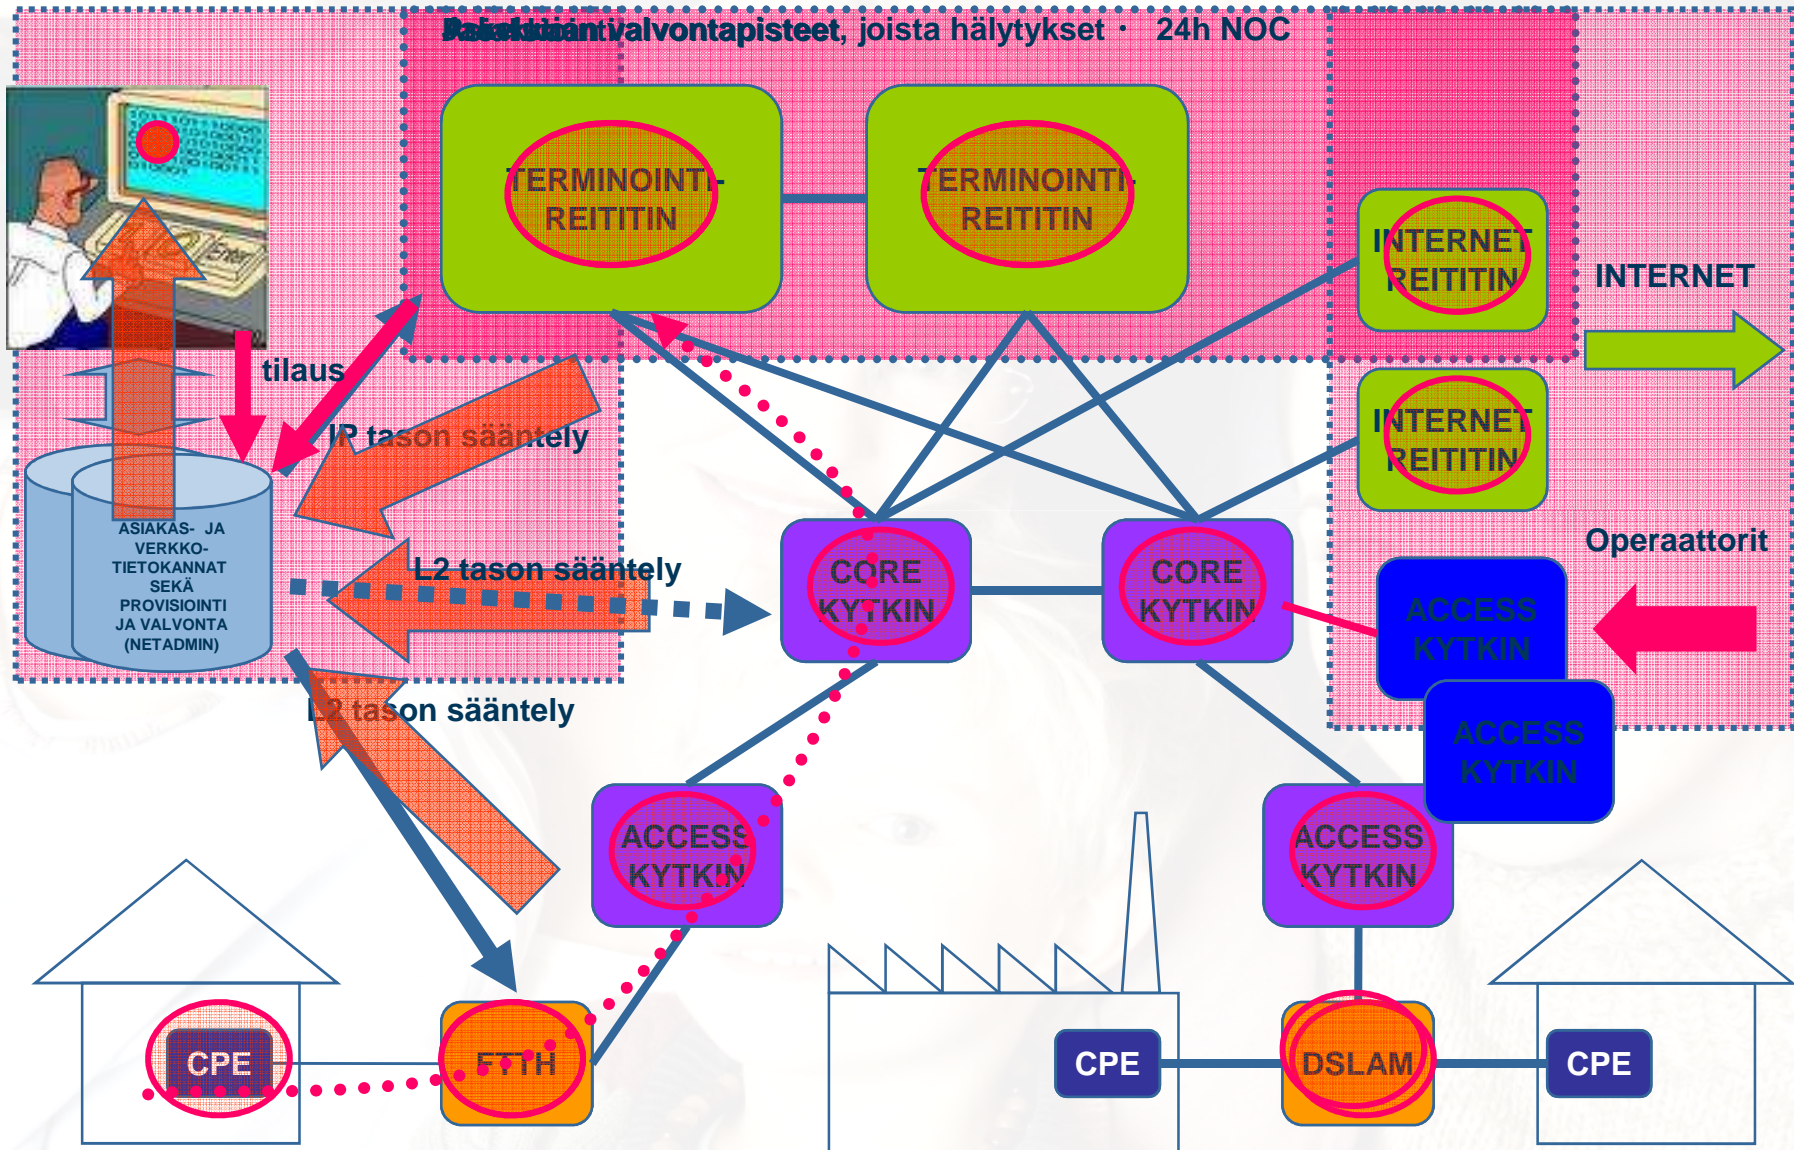 valvontapisteet, joista hälytykset • 24h NOC
TERMINOINTI-
REITITIN
TERMINOINTI-
REITITIN
INTERNET
REITITIN
INTERNET
tilaus
INTERNET
REITITIN
IP tason sääntely
ASIAKAS- JA
VERKKO-
TIETOKANNAT
SEKÄ
PROVISIOINTI
JA VALVONTA
(NETADMIN)
L2 tason sääntely
CORE
KYTKIN
CORE
KYTKIN
Operaattorit
ACCESS
KYTKIN
L2 tason sääntely
ACCESS
KYTKIN
ACCESS
KYTKIN
ACCESS
KYTKIN
CPE
FTTH
CPE
DSLAM
CPE